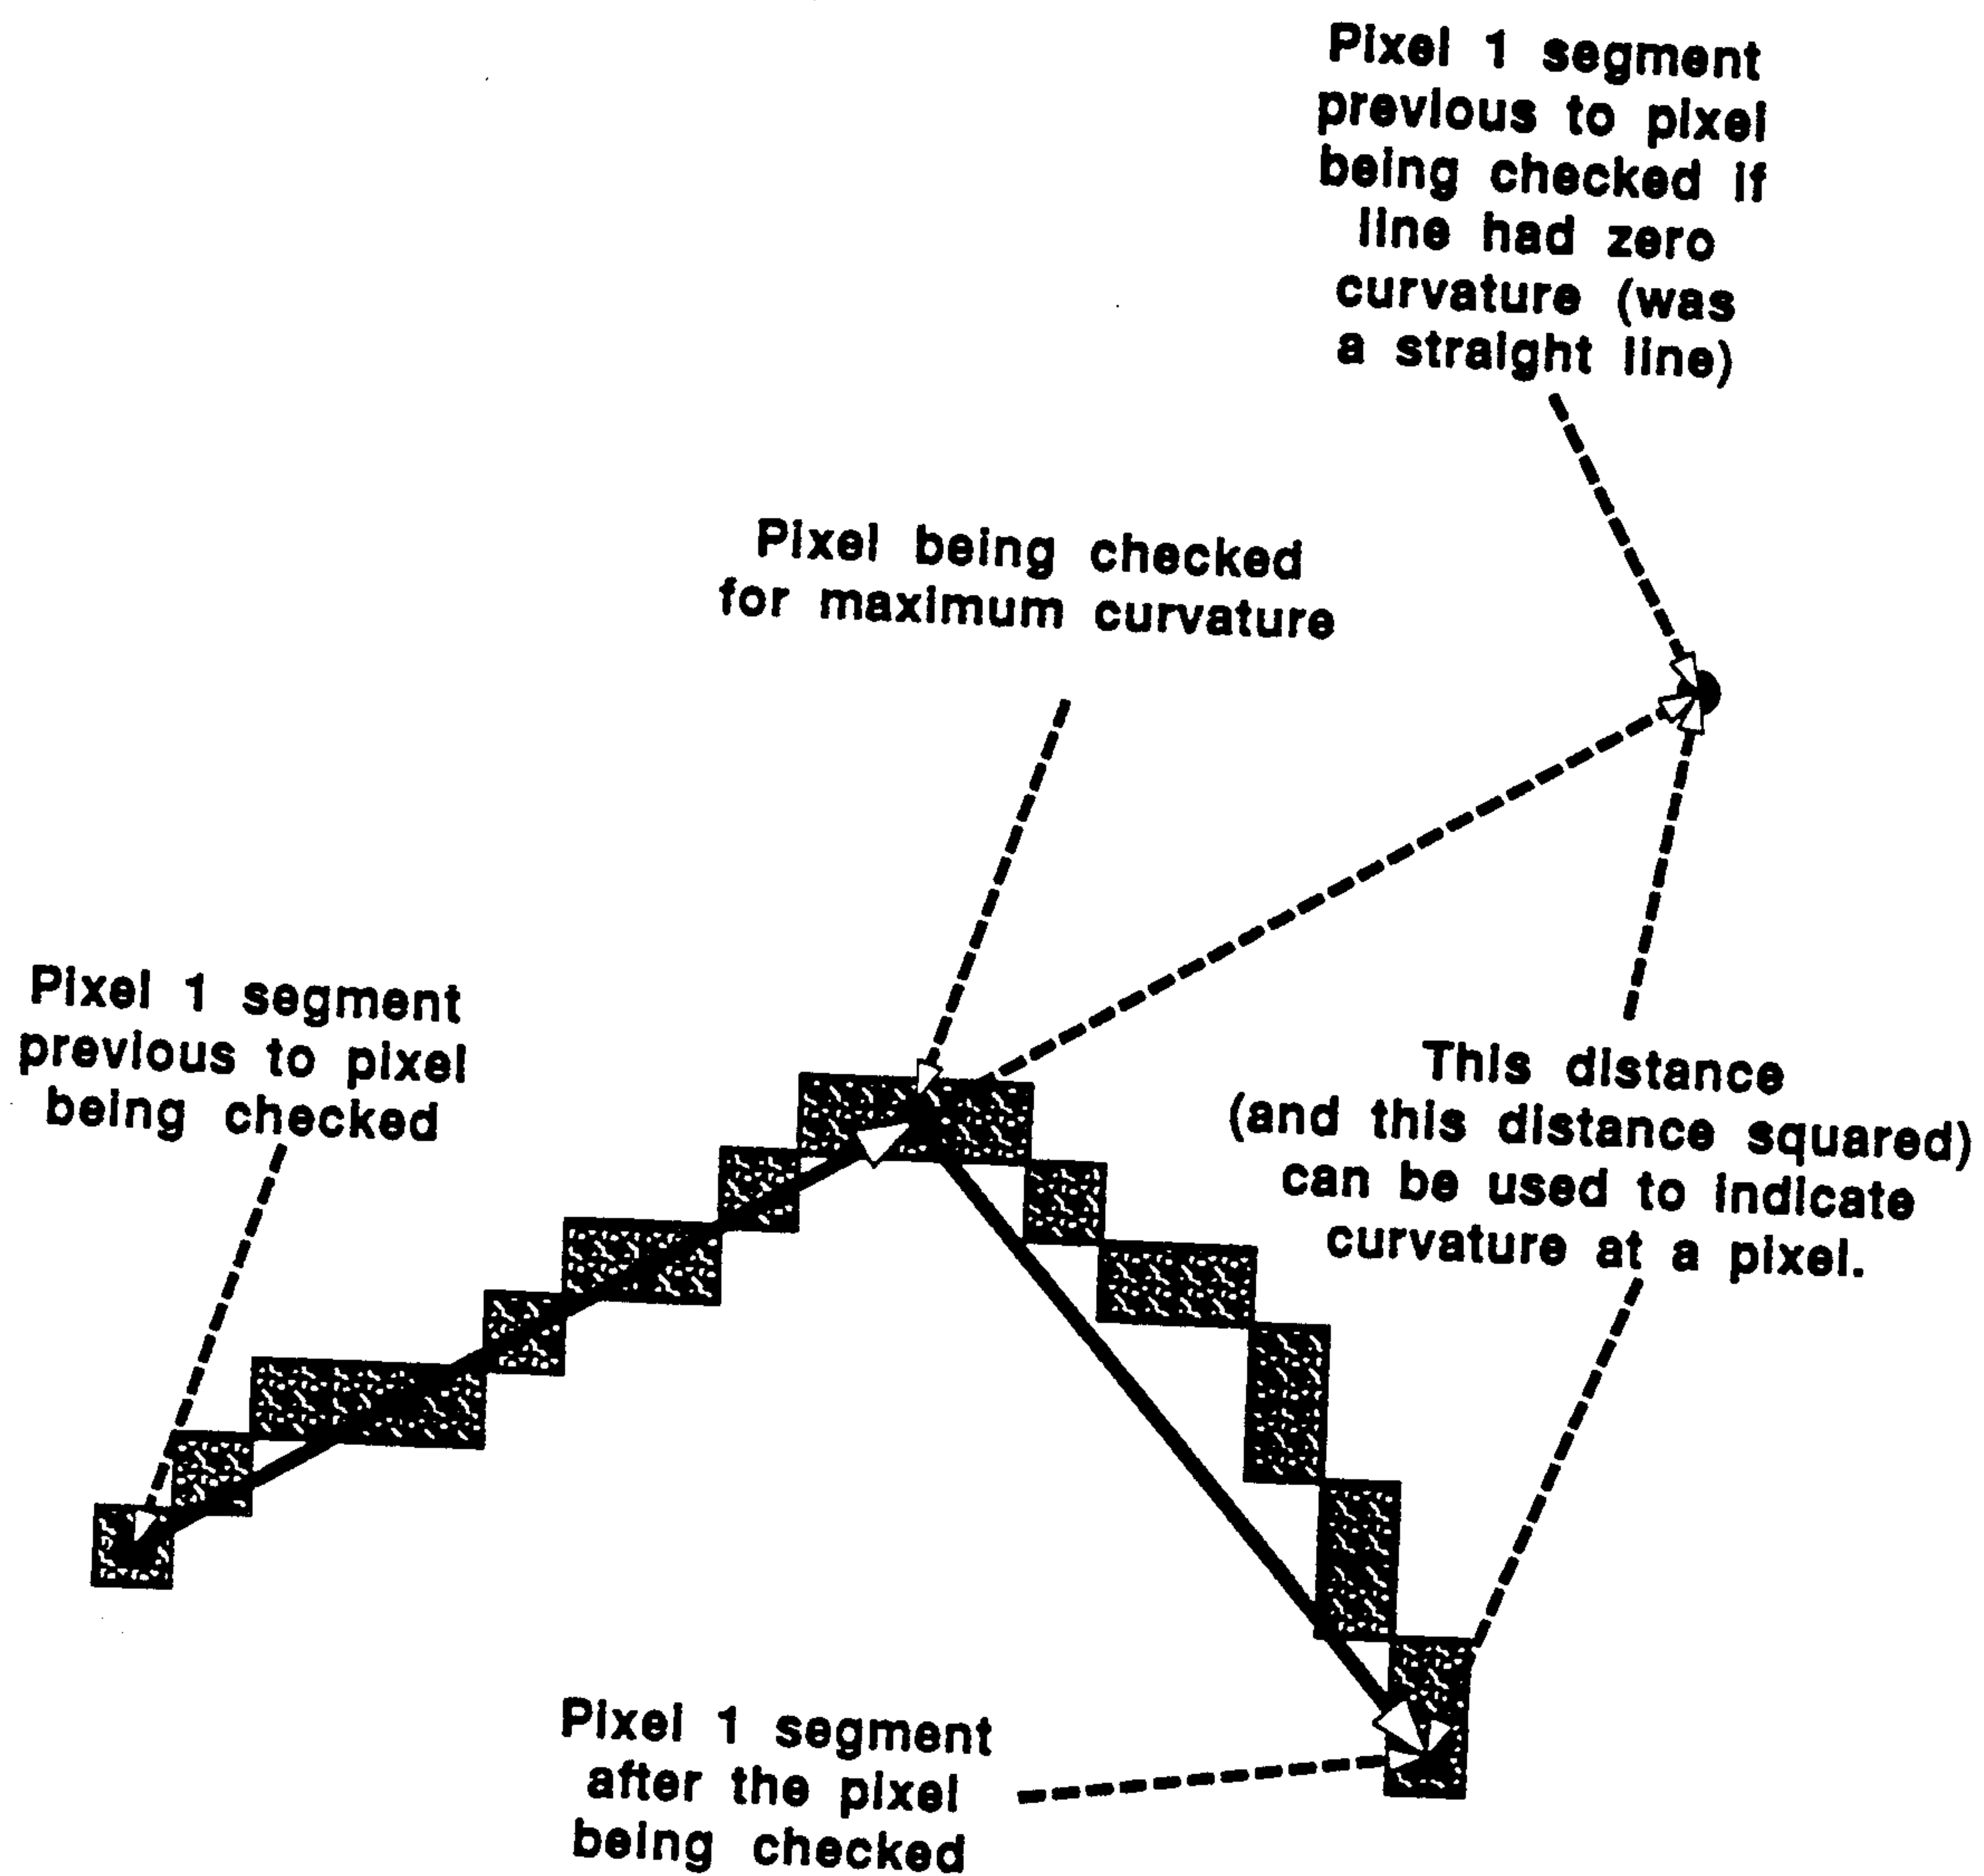 Pixel 1 segment
previous to pixel
being checked if
line had zero
curvature (was
a straight line)
Pixel being checked
for maximum curvature
Pixel 1 segment
previous to pixel
being checked
This distance
(and this distance squared)
can be used to indicate
curvature at a pixel.
Pixel 1 segment
after the pixel
being checked